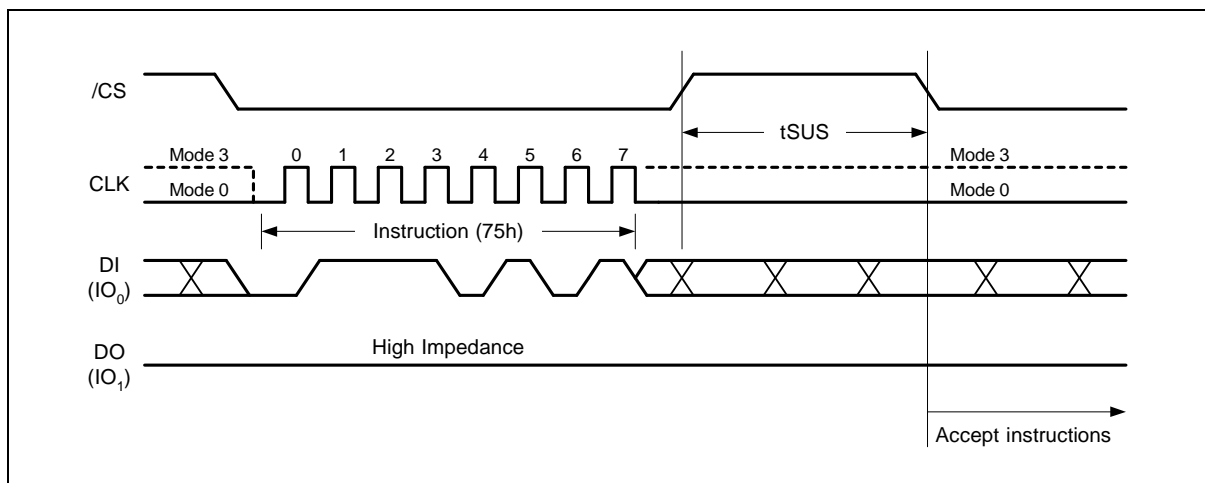 /CS
tSUS
Mode 3
0 1 2 3 4 5 6 7
Mode 3
CLK
Mode 0
Mode 0
Instruction (75h)
DI
(IO0)
High Impedance
DO
(IO1)
Accept instructions